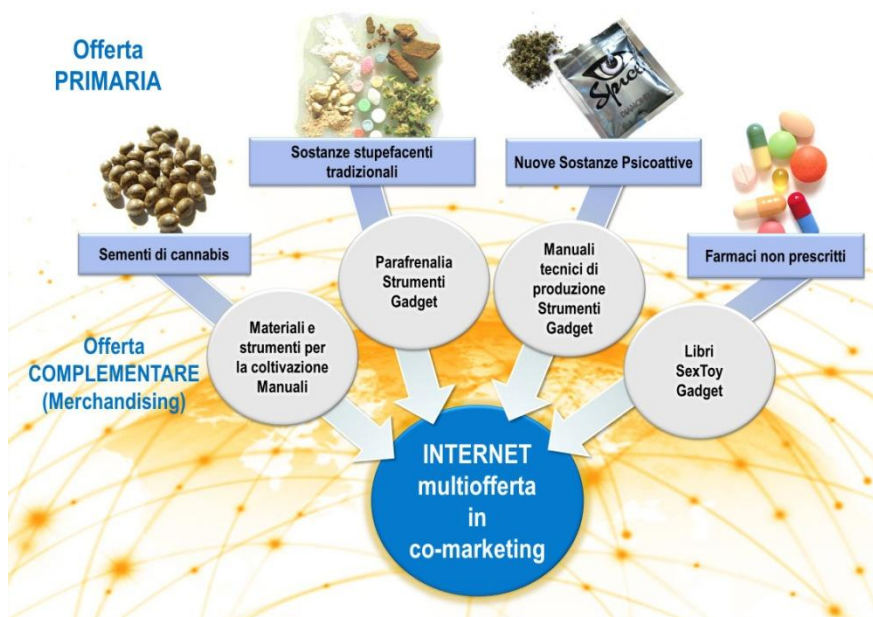 Offerta
PRIMARIA
Spice
DIAMOND
Sostanze stupefacenti
tradizionali
Nuove Sostanze Psicoattive
Sementi di cannabis
Farmaci non prescritti
Parafrenalia
Strumenti
Gadget
Manuali
tecnici di
produzione
Strumenti
Gadget
Materiali e
strumenti per
la coltivazione
Manuali
Libri
SexToy
Gadget
Offerta
COMPLEMENTARE
(Merchandising)
INTERNET
multiofferta
in
co-marketing